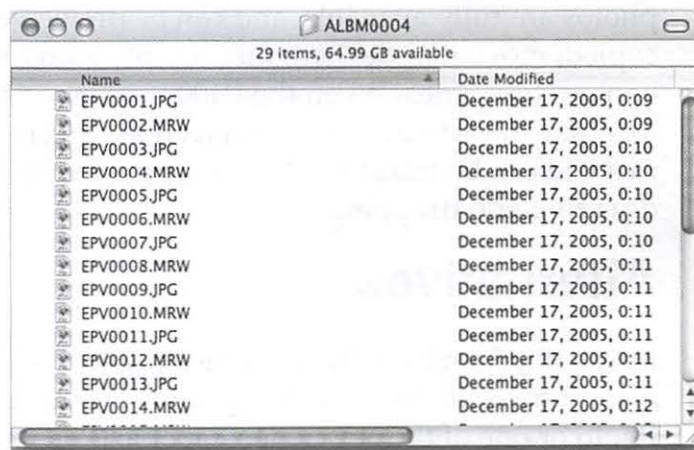 ALBM0004
29 items, 64.99 GB available
Name Date Modified
EPV0001.JPG December 17, 2005, 0:09
EPV0002.MRW December 17, 2005, 0:09
EPV0003.JPG December 17, 2005, 0:10
EPV0004.MRW December 17, 2005, 0:10
EPV0005.JPG December 17, 2005, 0:10
EPV0006.MRW December 17, 2005, 0:10
EPV0007.JPG December 17, 2005, 0:10
EPV0008.MRW December 17, 2005, 0:11
EPV0009.JPG December 17, 2005, 0:11
EPV0010.MRW December 17, 2005, 0:11
EPV0011.JPG December 17, 2005, 0:11
EPV0012.MRW December 17, 2005, 0:11
EPV0013.JPG December 17, 2005, 0:11
EPV0014.MRW December 17, 2005, 0:12